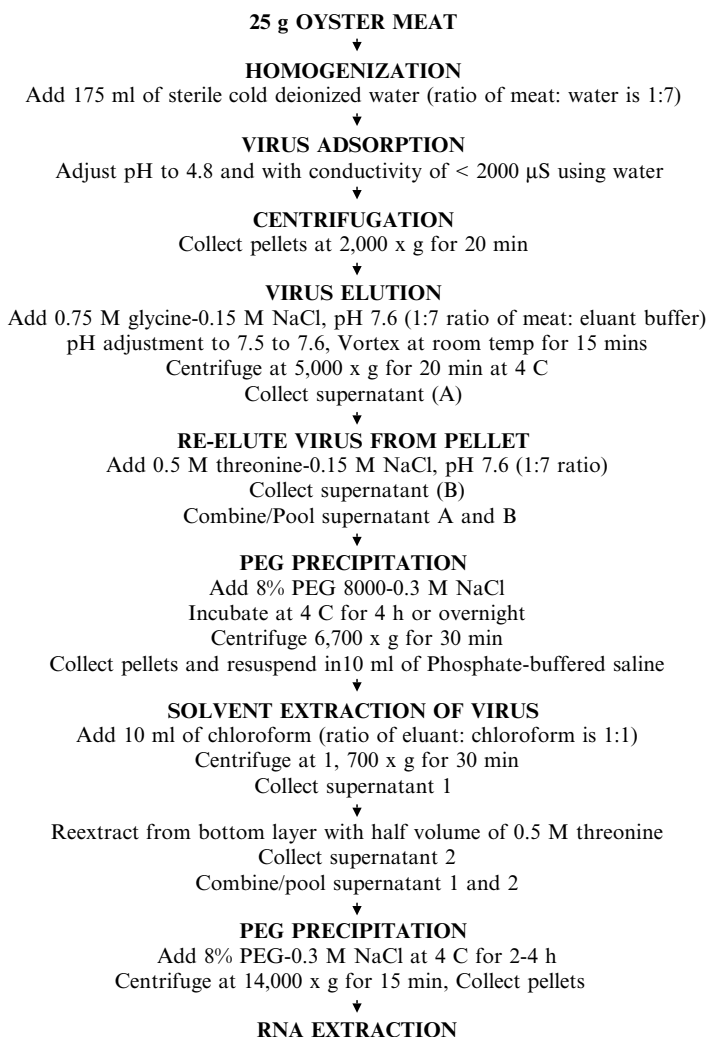 25 g OYSTER MEAT
HOMOGENIZATION
Add 175 ml of sterile cold deionized water (ratio of meat: water is 1:7)
VIRUS ADSORPTION
Adjust pH to 4.8 and with conductivity of < 2000 μS using water
CENTRIFUGATION
Collect pellets at 2,000 x g for 20 min
VIRUS ELUTION
Add 0.75 M glycine-0.15 M NaCl, pH 7.6 (1:7 ratio of meat: eluant buffer)
pH adjustment to 7.5 to 7.6, Vortex at room temp for 15 mins
Centrifuge at 5,000 x g for 20 min at 4 C
Collect supernatant (A)
RE-ELUTE VIRUS FROM PELLET
Add 0.5 M threonine-0.15 M NaCl, pH 7.6 (1:7 ratio)
Collect supernatant (B)
Combine/Pool supernatant A and B
PEG PRECIPITATION
Add 8% PEG 8000-0.3 M NaCl
Incubate at 4 C for 4 h or overnight
Centrifuge 6,700 x g for 30 min
Collect pellets and resuspend in10 ml of Phosphate-buffered saline
SOLVENT EXTRACTION OF VIRUS
Add 10 ml of chloroform (ratio of eluant: chloroform is 1:1)
Centrifuge at 1, 700 x g for 30 min
Collect supernatant 1
Reextract from bottom layer with half volume of 0.5 M threonine
Collect supernatant 2
Combine/pool supernatant 1 and 2
PEG PRECIPITATION
Add 8% PEG-0.3 M NaCl at 4 C for 2-4 h
Centrifuge at 14,000 x g for 15 min, Collect pellets
RNA EXTRACTION